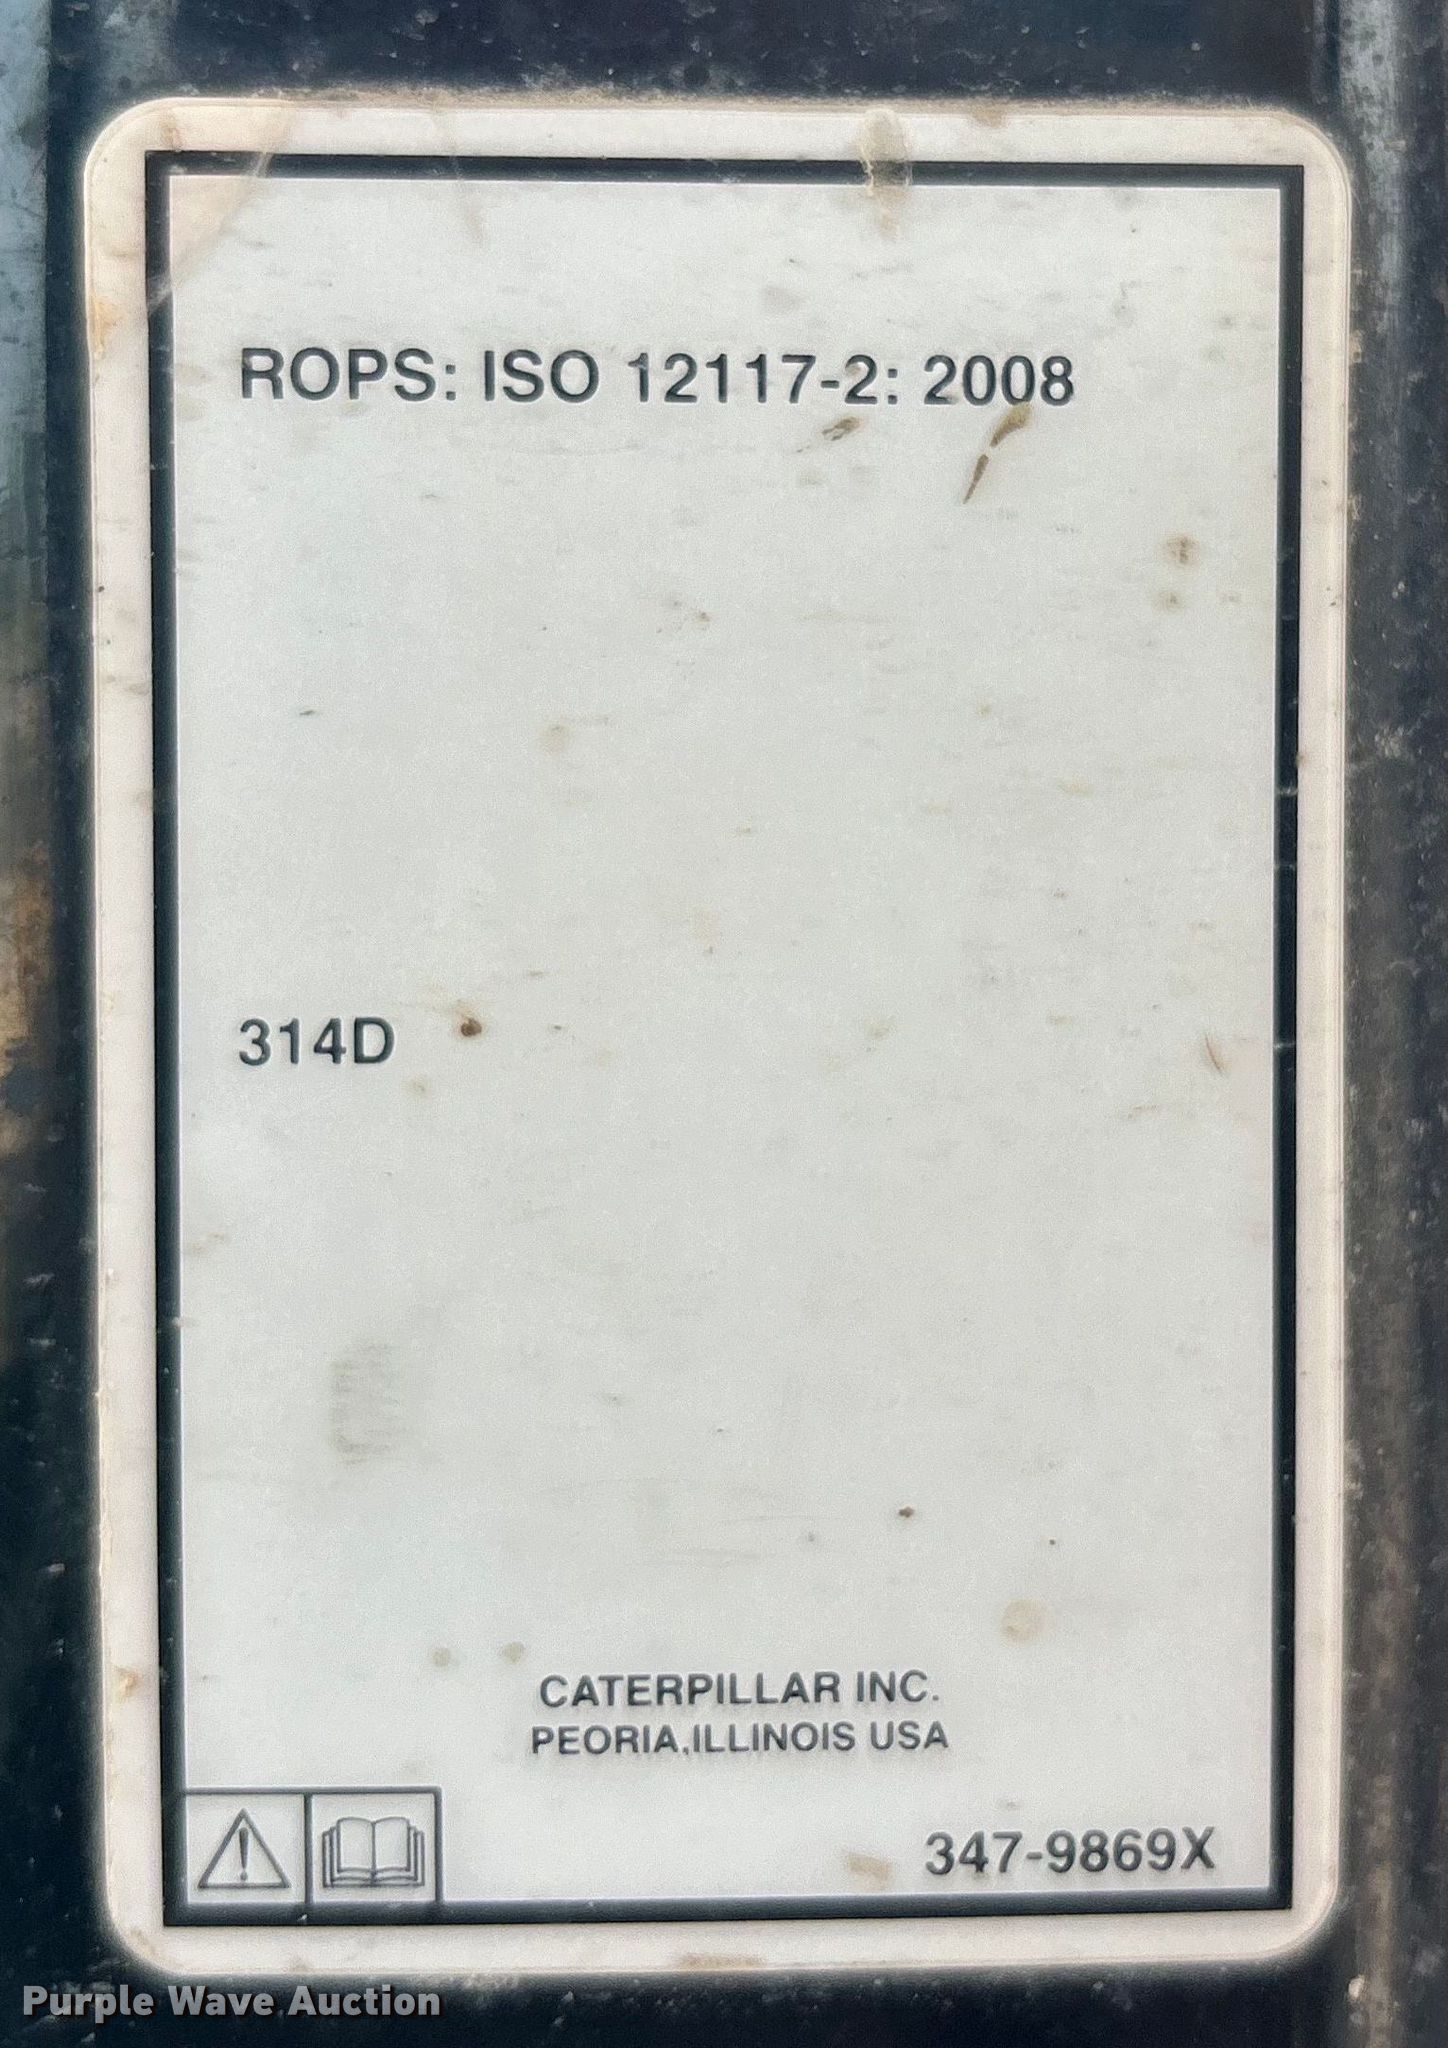 ROPS: ISO 12117-2: 2008
314D
CATERPILLAR INC.
PEORIA,ILLINOIS USA
347-9869X
Purple Wave Auction